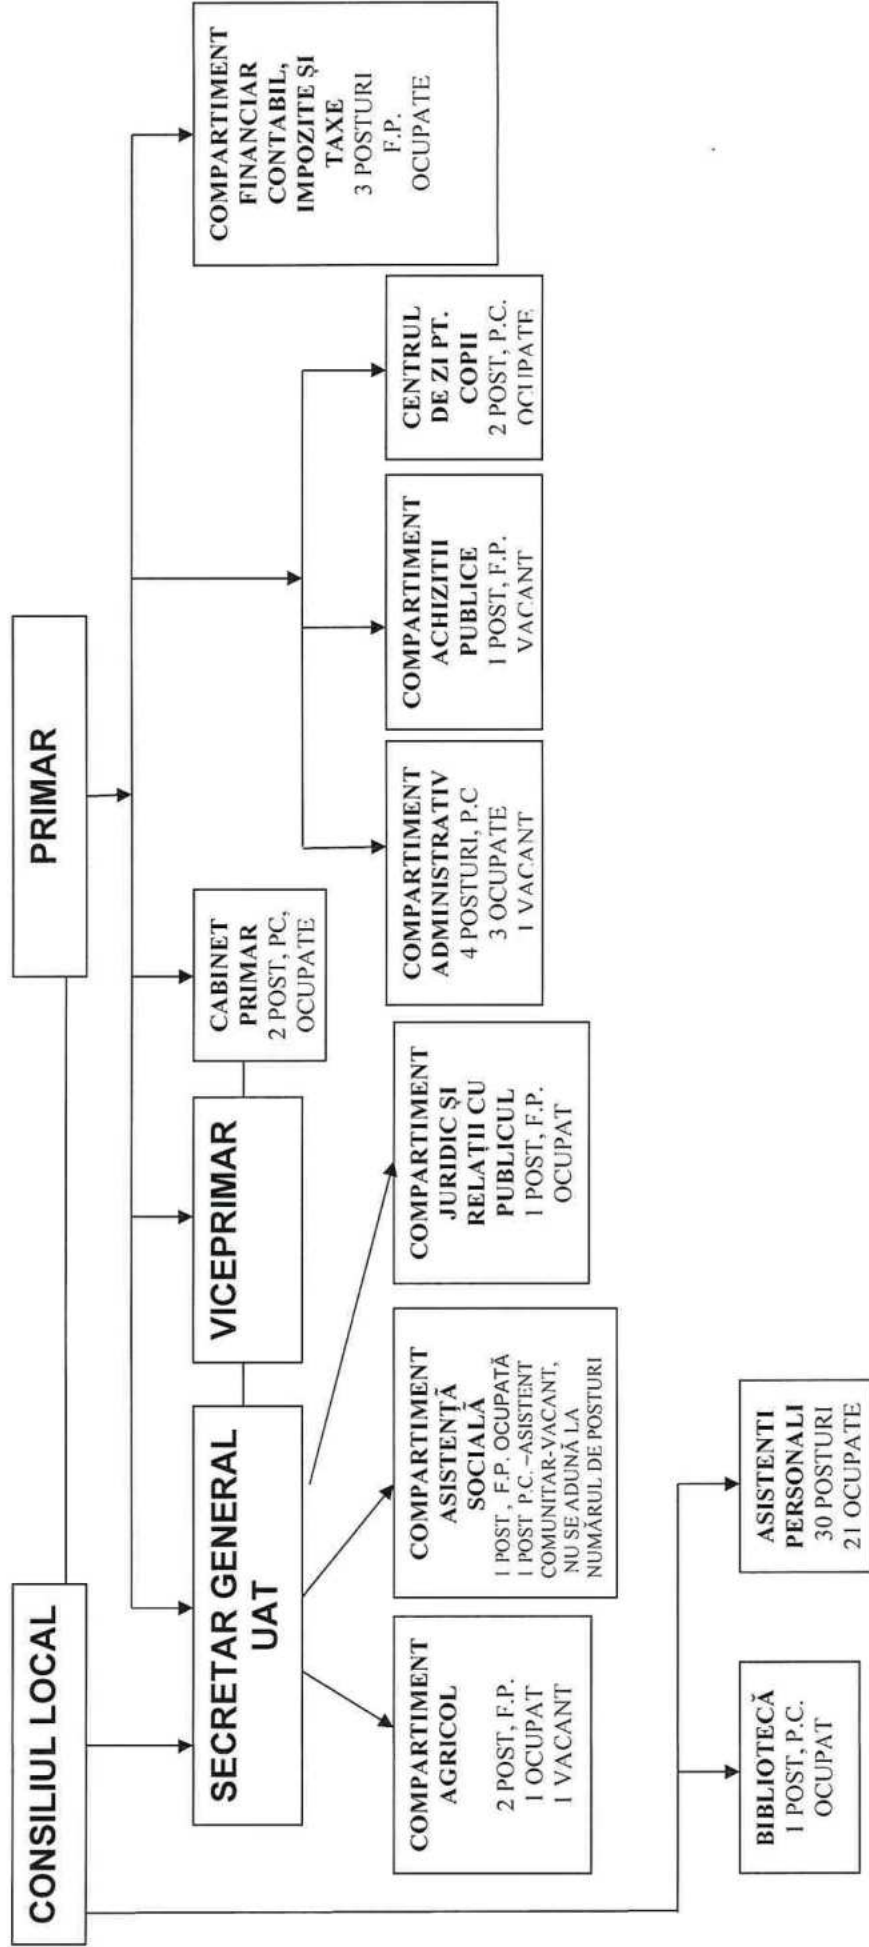 CONSILIUL LOCAL
PRIMAR
SECRETAR GENERAL
UAT
VICEPRIMAR
CABINET
PRIMAR
2 POST, PC,
OCUPATE
COMPARTIMENT
FINANCIAR
CONTABIL,
IMPOZITE ȘI
TAXE
3 POSTURI
F.P.
OCUPATE
COMPARTIMENT
AGRICOL
2 POST, F.P.
1 OCUPAT
1 VACANT
COMPARTIMENT
ASISTENȚĂ
SOCIALĂ
1 POST , F.P. OCUPATĂ
1 POST P.C. –ASISTENT
COMUNITAR-VACANT,
NU SE ADUNĂ LA
NUMĂRUL DE POSTURI
COMPARTIMENT
JURIDIC ȘI
RELAȚII CU
PUBLICUL
1 POST, F.P.
OCUPAT
COMPARTIMENT
ADMINISTRATIV
4 POSTURI, P.C
3 OCUPATE
1 VACANT
COMPARTIMENT
ACHIZITII
PUBLICE
1 POST, F.P.
VACANT
CENTRUL
DE ZI PT.
COPII
2 POST, P.C.
OCUPATE
BIBLIOTECĂ
1 POST, P.C.
OCUPAT
ASISTENTI
PERSONALI
30 POSTURI
21 OCUPATE